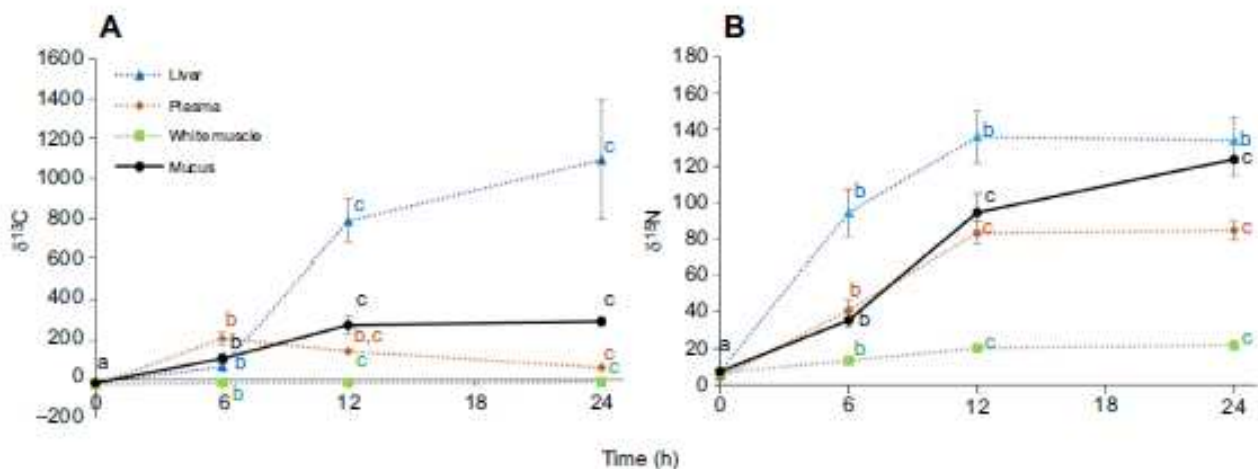 A
B
1600
1400
1200
1000
800
600
400
200
0
–200
δ13C
Liver
Plasma
White muscle
Mucus
a
b
b
b
b
c
c
b,c
c
c
c
c
c
0
6
12
18
24
180
160
140
120
100
80
60
40
20
0
δ15N
a
b
b
b
b
b
c
c
c
b
c
c
c
0
6
12
18
24
Time (h)